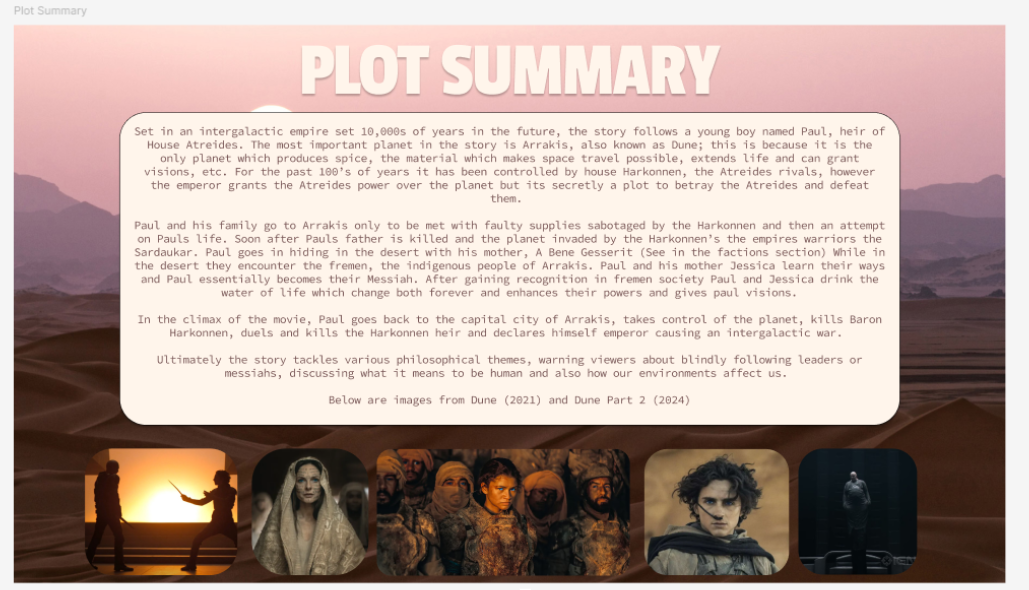 Plot Summary
PLOT SUMMARY
Set in an intergalactic empire set 10,000s of years in the future, the story follows a young boy named Paul, heir of
House Atreides. The most important planet in the story is Arrakis, also known as Dune; this is because it is the
only planet which produces spice, the material which makes space travel possible, extends life and can grant
visions, etc. For the past 100’s of years it has been controlled by house Harkonnen, the Atreides rivals, however
the emperor grants the Atreides power over the planet but its secretly a plot to betray the Atreides and defeat
them.
Paul and his family go to Arrakis only to be met with faulty supplies sabotaged by the Harkonnen and then an attempt
on Pauls life. Soon after Pauls father is killed and the planet invaded by the Harkonnen’s the empires warriors the
Sardaukar. Paul goes in hiding in the desert with his mother, A Bene Gesserit (See in the factions section) While in
the desert they encounter the fremen, the indigenous people of Arrakis. Paul and his mother Jessica learn their ways
and Paul essentially becomes their Messiah. After gaining recognition in fremen society Paul and Jessica drink the
water of life which change both forever and enhances their powers and gives paul visions.
In the climax of the movie, Paul goes back to the capital city of Arrakis, takes control of the planet, kills Baron
Harkonnen, duels and kills the Harkonnen heir and declares himself emperor causing an intergalactic war.
Ultimately the story tackles various philosophical themes, warning viewers about blindly following leaders or
messiahs, discussing what it means to be human and also how our environments affect us.
Below are images from Dune (2021) and Dune Part 2 (2024)